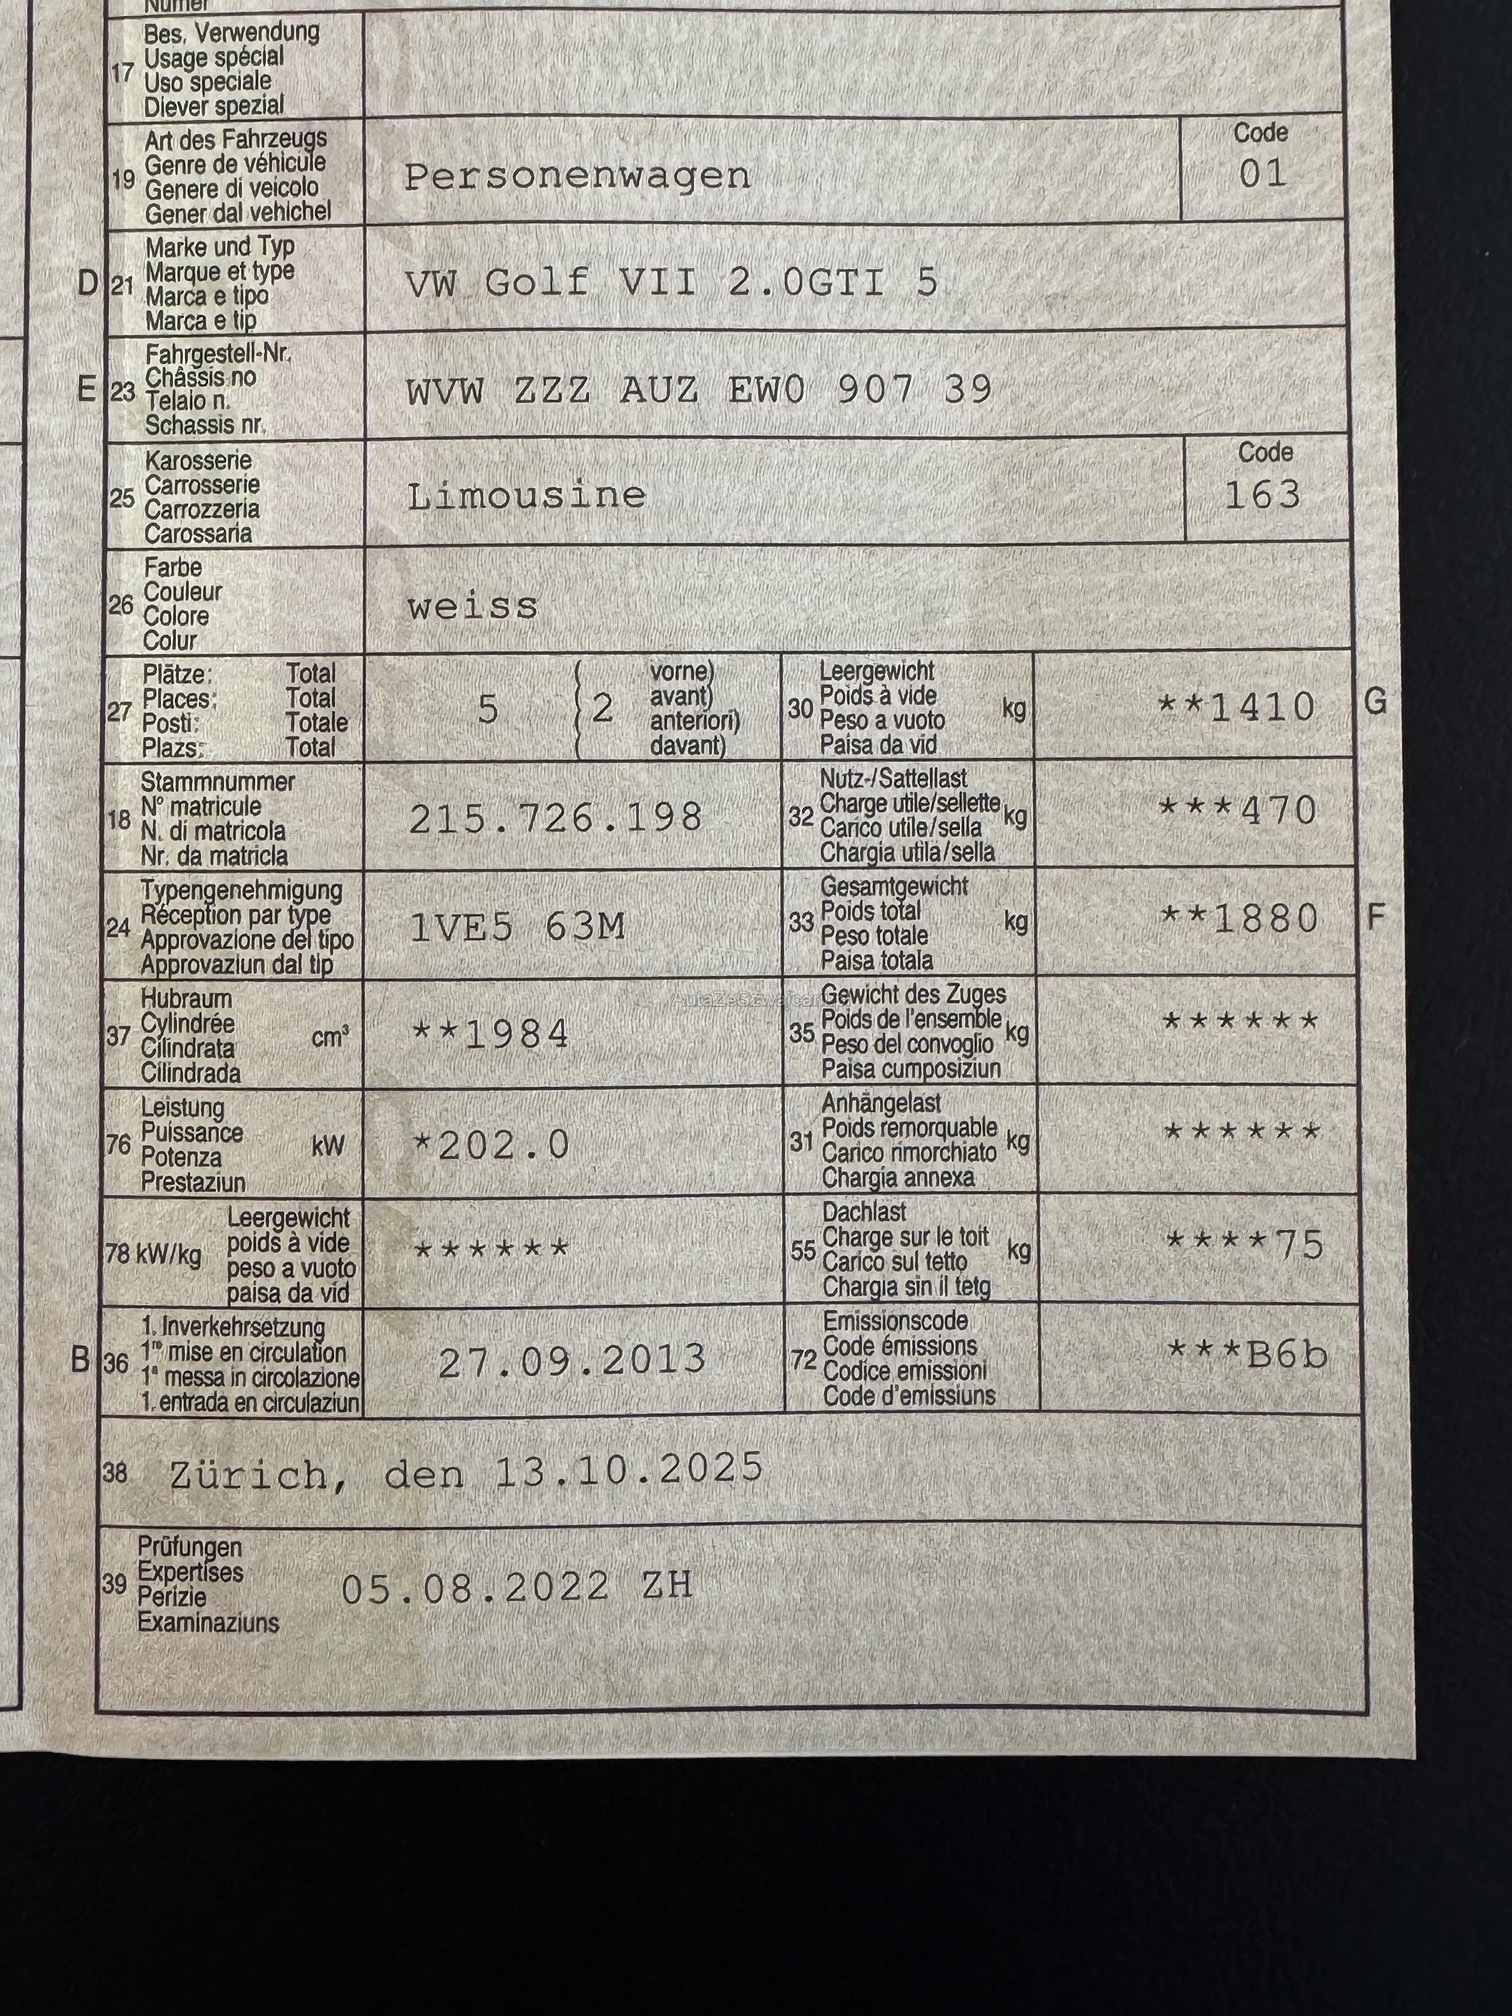 Numer
17
Bes. Verwendung
Usage spécial
Uso speciale
Diever spezial
19
Art des Fahrzeugs
Genre de véhicule
Genere di veicolo
Gener dal vehichel
Personenwagen
Code
01
D
21
Marke und Typ
Marque et type
Marca e tipo
Marca e tip
VW Golf VII 2.0GTI 5
E
23
Fahrgestell-Nr.
Châssis no
Telaio n.
Schassis nr.
WVW ZZZ AUZ EW0 907 39
25
Karosserie
Carrosserie
Carrozzeria
Carossaria
Limousine
Code
163
26
Farbe
Couleur
Colore
Colur
weiss
27
Plätze: Total
Places: Total
Posti: Totale
Plazs: Total
5
2
vorne)
avant)
anteriori)
davant)
30
Leergewicht
Poids à vide
Peso a vuoto
Paisa da vid
kg
**1410
G
18
Stammnummer
N° matricule
N. di matricola
Nr. da matricla
215.726.198
32
Nutz-/Sattellast
Charge utile/sellette
Carico utile/sella
Chargia utila/sella
kg
***470
24
Typengenehmigung
Réception par type
Approvazione del tipo
Approvaziun dal tip
1VE5 63M
33
Gesamtgewicht
Poids total
Peso totale
Paisa totala
kg
**1880
F
37
Hubraum
Cylindrée
Cilindrata
Cilindrada
cm³
**1984
35
Gewicht des Zuges
Poids de l'ensemble
Peso del convoglio
Paisa cumposiziun
kg
******
76
Leistung
Puissance
Potenza
Prestaziun
kW
*202.0
31
Anhängelast
Poids remorquable
Carico rimorchiato
Chargia annexa
kg
******
78 kW/kg
Leergewicht
poids à vide
peso a vuoto
paisa da vid
******
55
Dachlast
Charge sur le toit
Carico sul tetto
Chargia sin il tetg
kg
****75
B
36
1. Inverkehrsetzung
1re mise en circulation
1a messa in circolazione
1. entrada en circulaziun
27.09.2013
72
Emissionscode
Code émissions
Codice emissioni
Code d'emissiuns
***B6b
38
Zürich, den 13.10.2025
39
Prüfungen
Expertises
Perizie
Examinaziuns
05.08.2022 ZH